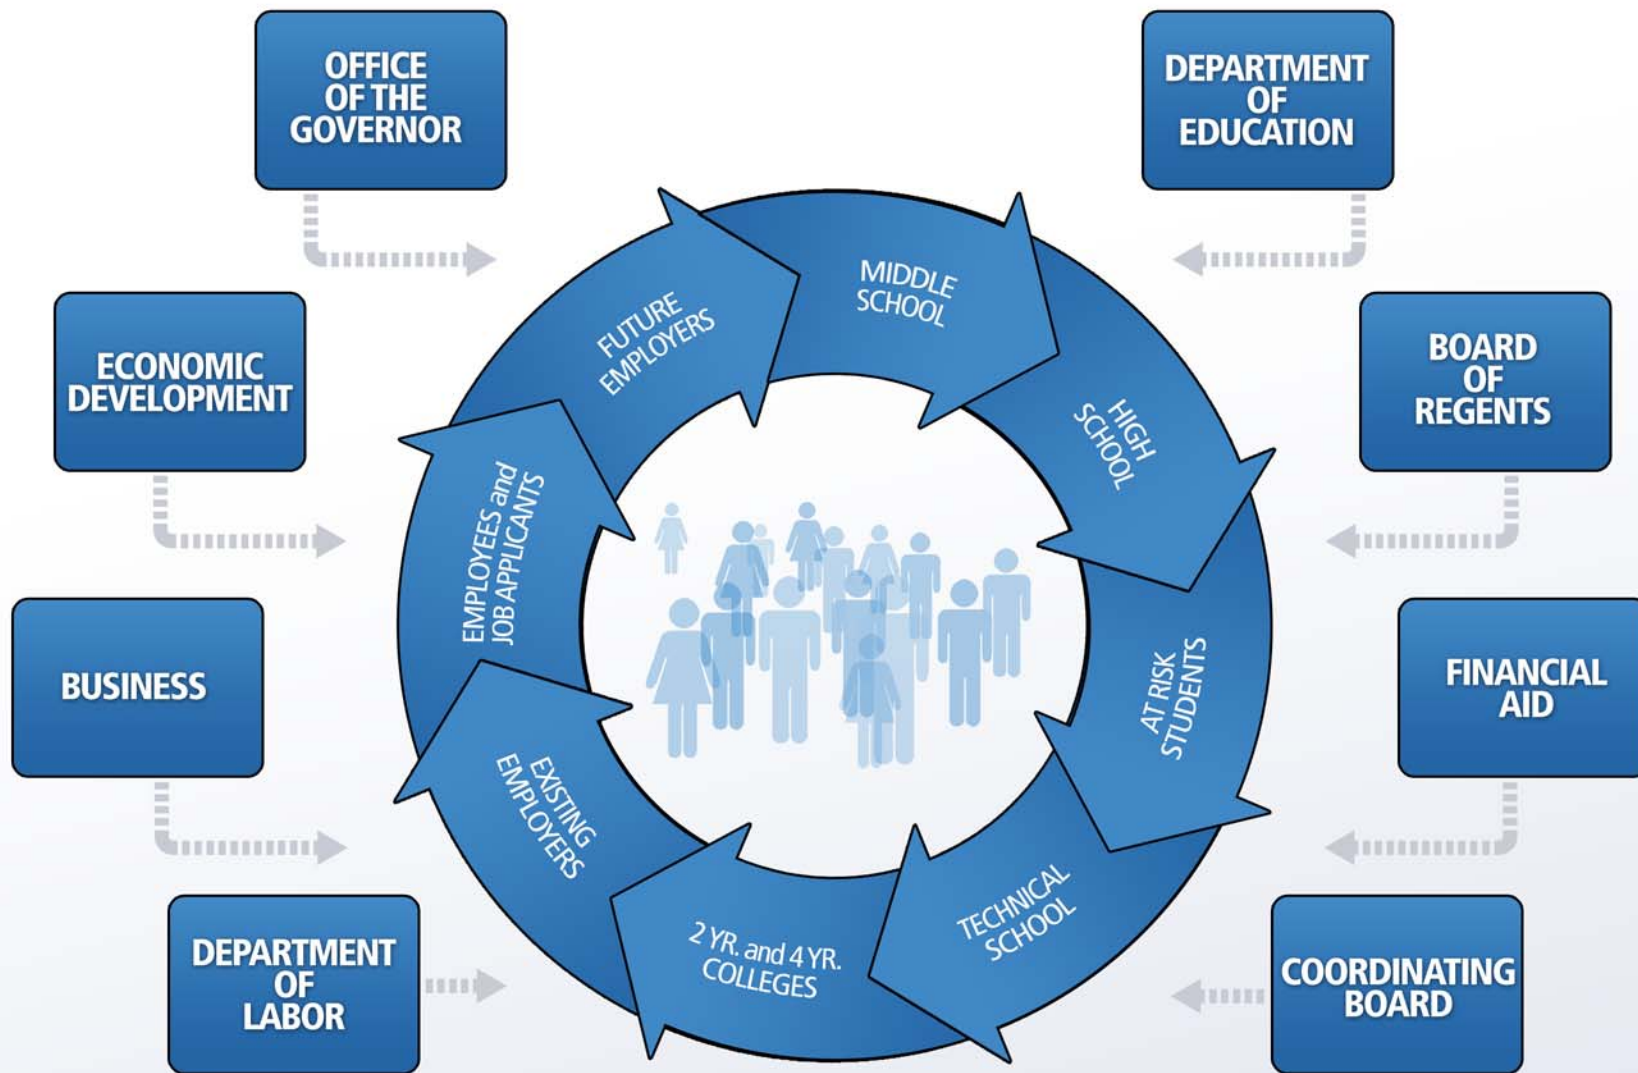 OFFICE
OF THE
GOVERNOR
DEPARTMENT
OF
EDUCATION
ECONOMIC
DEVELOPMENT
BOARD
OF
REGENTS
BUSINESS
FINANCIAL
AID
DEPARTMENT
OF
LABOR
COORDINATING
BOARD
MIDDLE
SCHOOL
HIGH
SCHOOL
AT RISK
STUDENTS
TECHNICAL
SCHOOL
2 YR. and 4 YR.
COLLEGES
EXISTING
EMPLOYERS
EMPLOYEES and
JOB APPLICANTS
FUTURE
EMPLOYERS